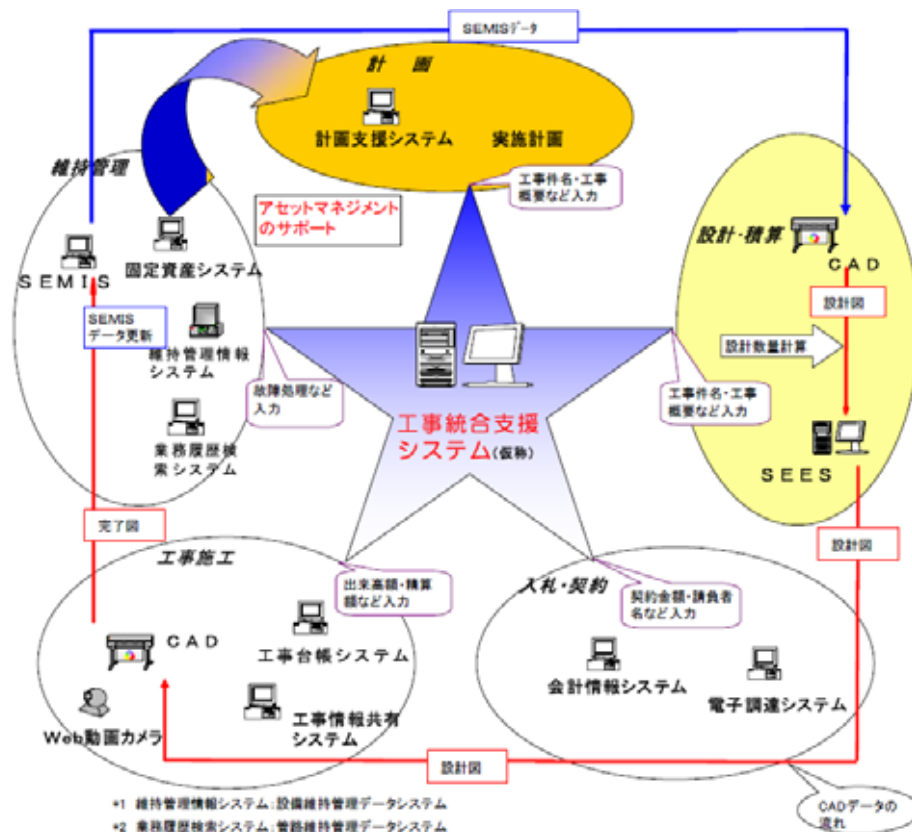 SEMISデータ
計 画
計画支援システム
実施計画
維持管理
工事件名・工事
概要など入力
アセットマネジメント
のサポート
設計・積算
固定資産システム
SEMIS
CAD
SEMIS
データ更新
設計図
維持管理情報
システム
設計数量計算
故障処理など
入力
工事件名・工事
概要など入力
工事統合支援
システム(仮称)
業務履歴検
索システム
SEES
完了図
設計図
工事施工
出来高額・精算
額など入力
入札・契約
契約金額・請負者
名など入力
CAD
工事台帳システム
会計情報システム
電子調達システム
Web動画カメラ
工事情報共有
システム
設計図
*1 維持管理情報システム:設備維持管理データシステム
*2 業務履歴検索システム:管路維持管理データシステム
CADデータの
流れ